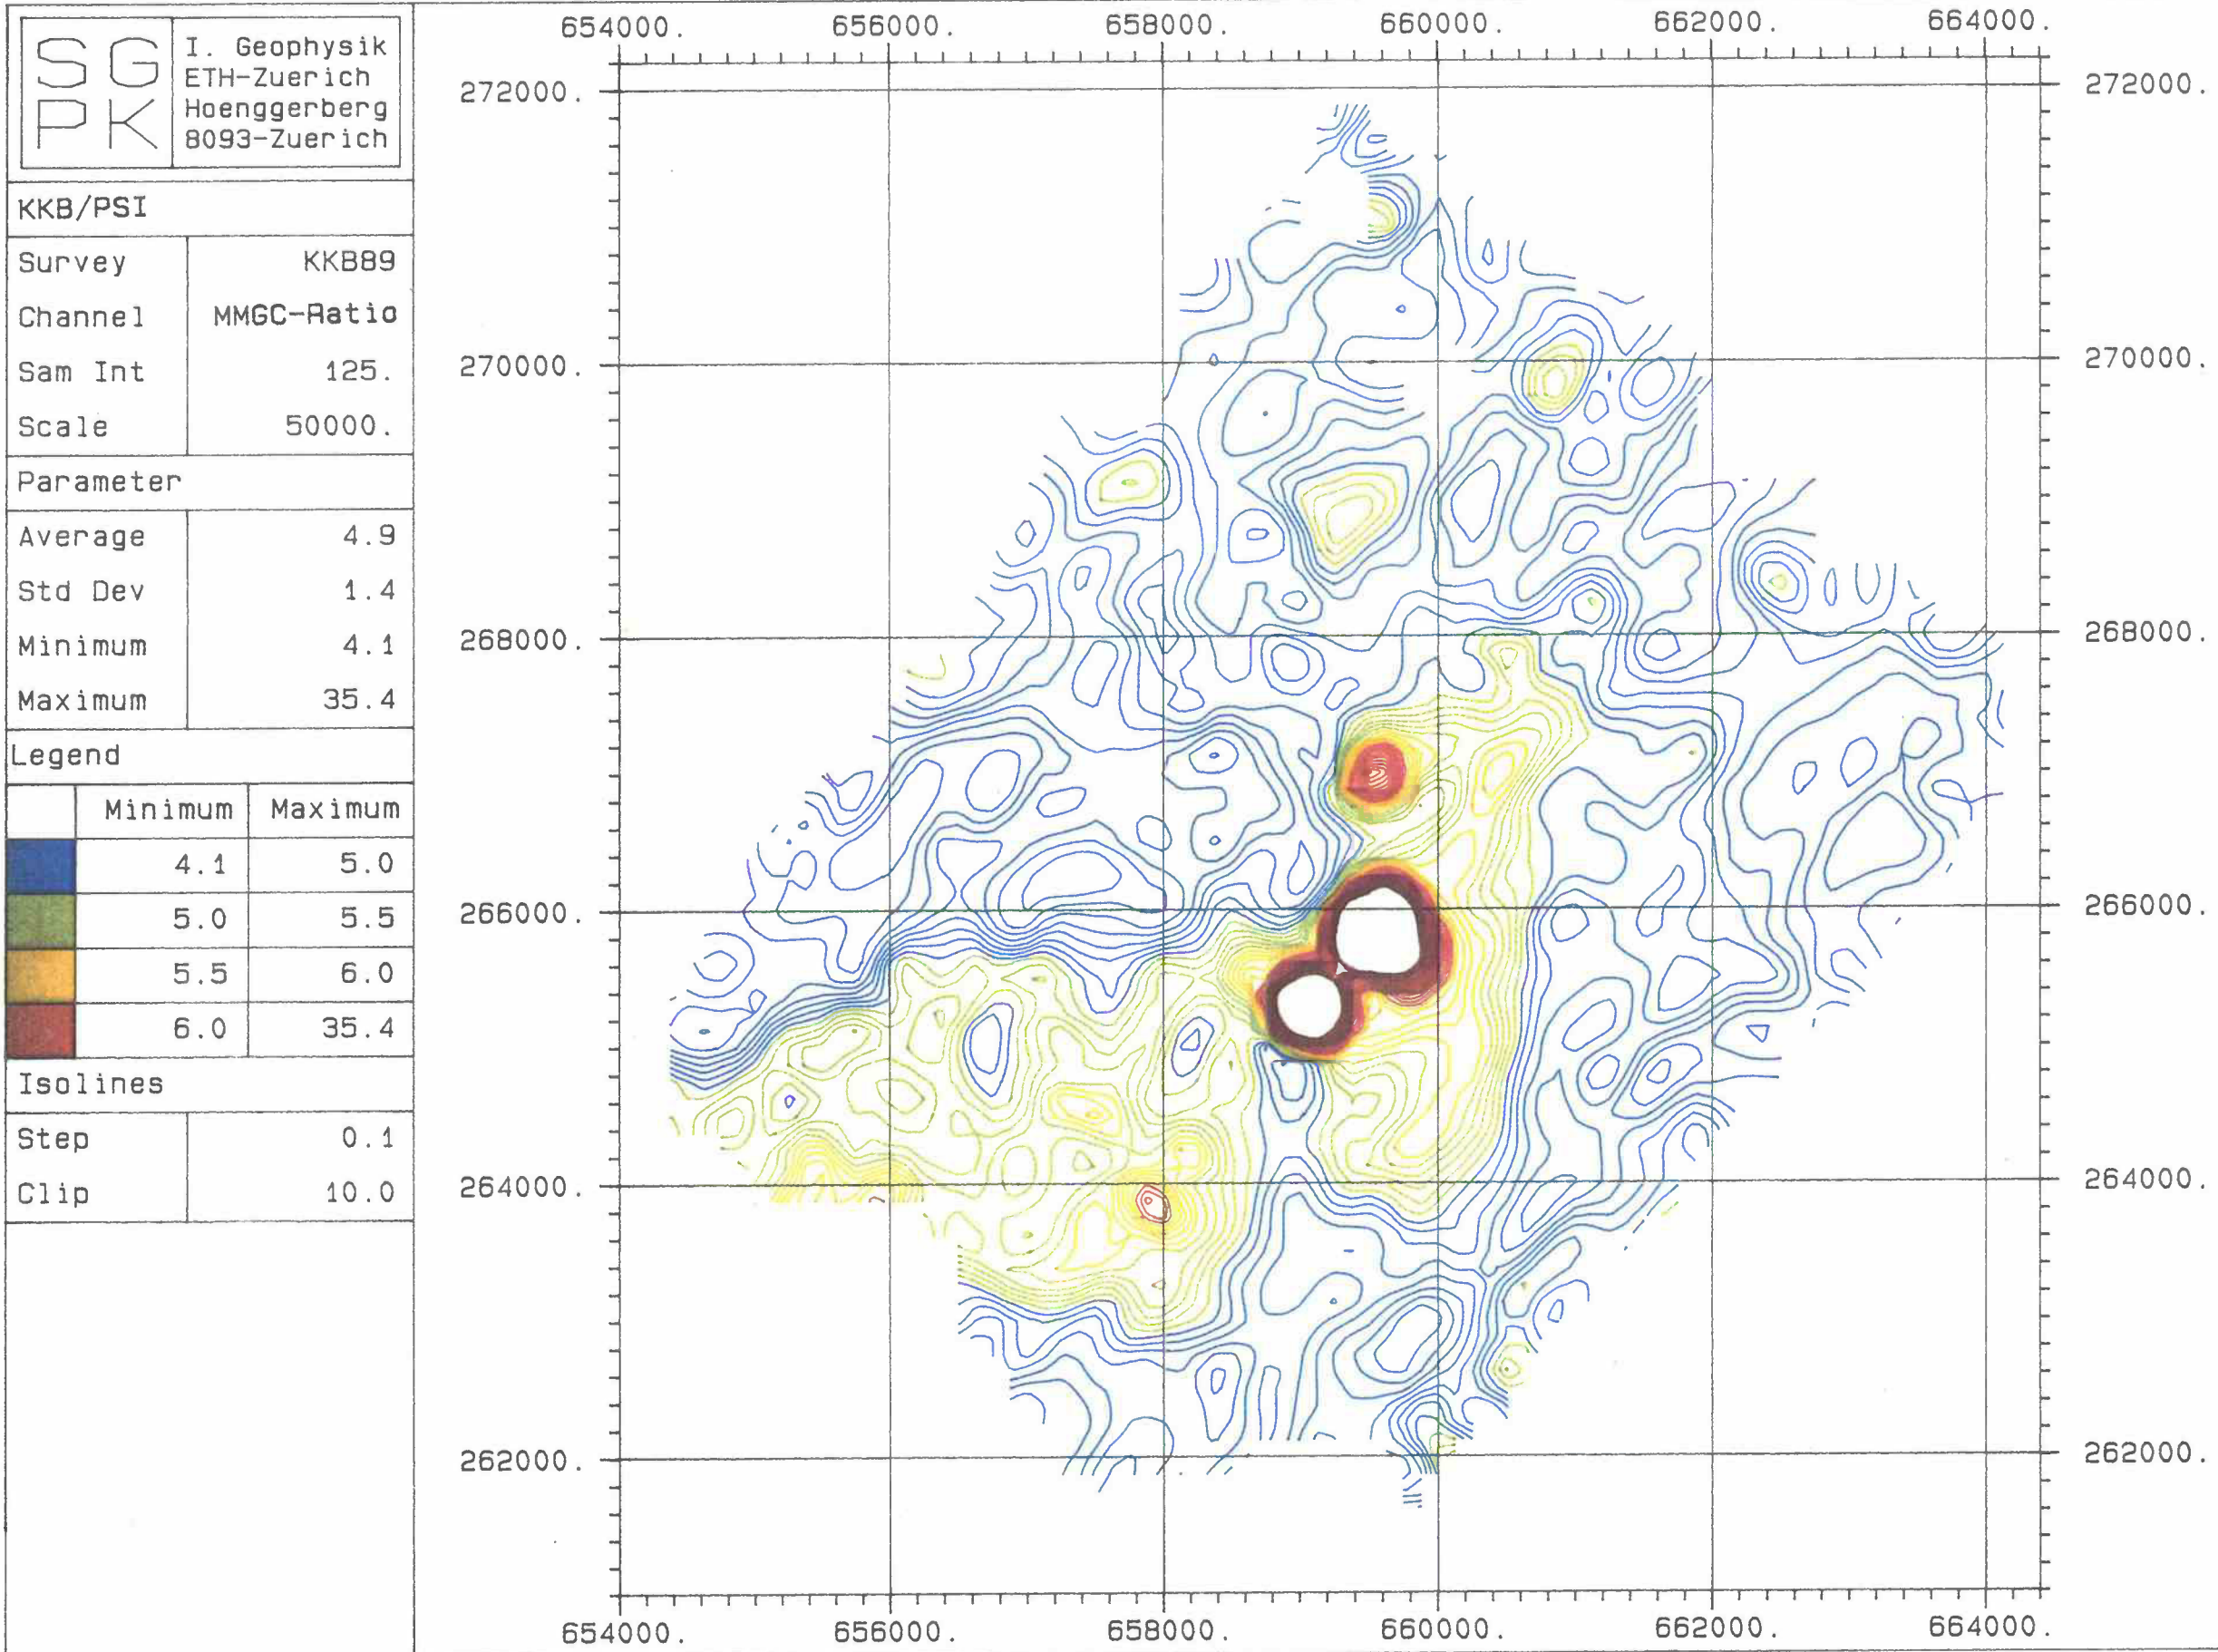 SG
PK
I. Geophysik
ETH-Zuerich
Hoenggerberg
8093-Zuerich
KKB/PSI
Survey KKB89
Channel MMGC-Ratio
Sam Int 125.
Scale 50000.
Parameter
Average 4.9
Std Dev 1.4
Minimum 4.1
Maximum 35.4
Legend
Minimum Maximum
4.1 5.0
5.0 5.5
5.5 6.0
6.0 35.4
Isolines
Step 0.1
Clip 10.0
654000. 656000. 658000. 660000. 662000. 664000.
272000. 272000.
270000. 270000.
268000. 268000.
266000. 266000.
264000. 264000.
262000. 262000.
654000. 656000. 658000. 660000. 662000. 664000.